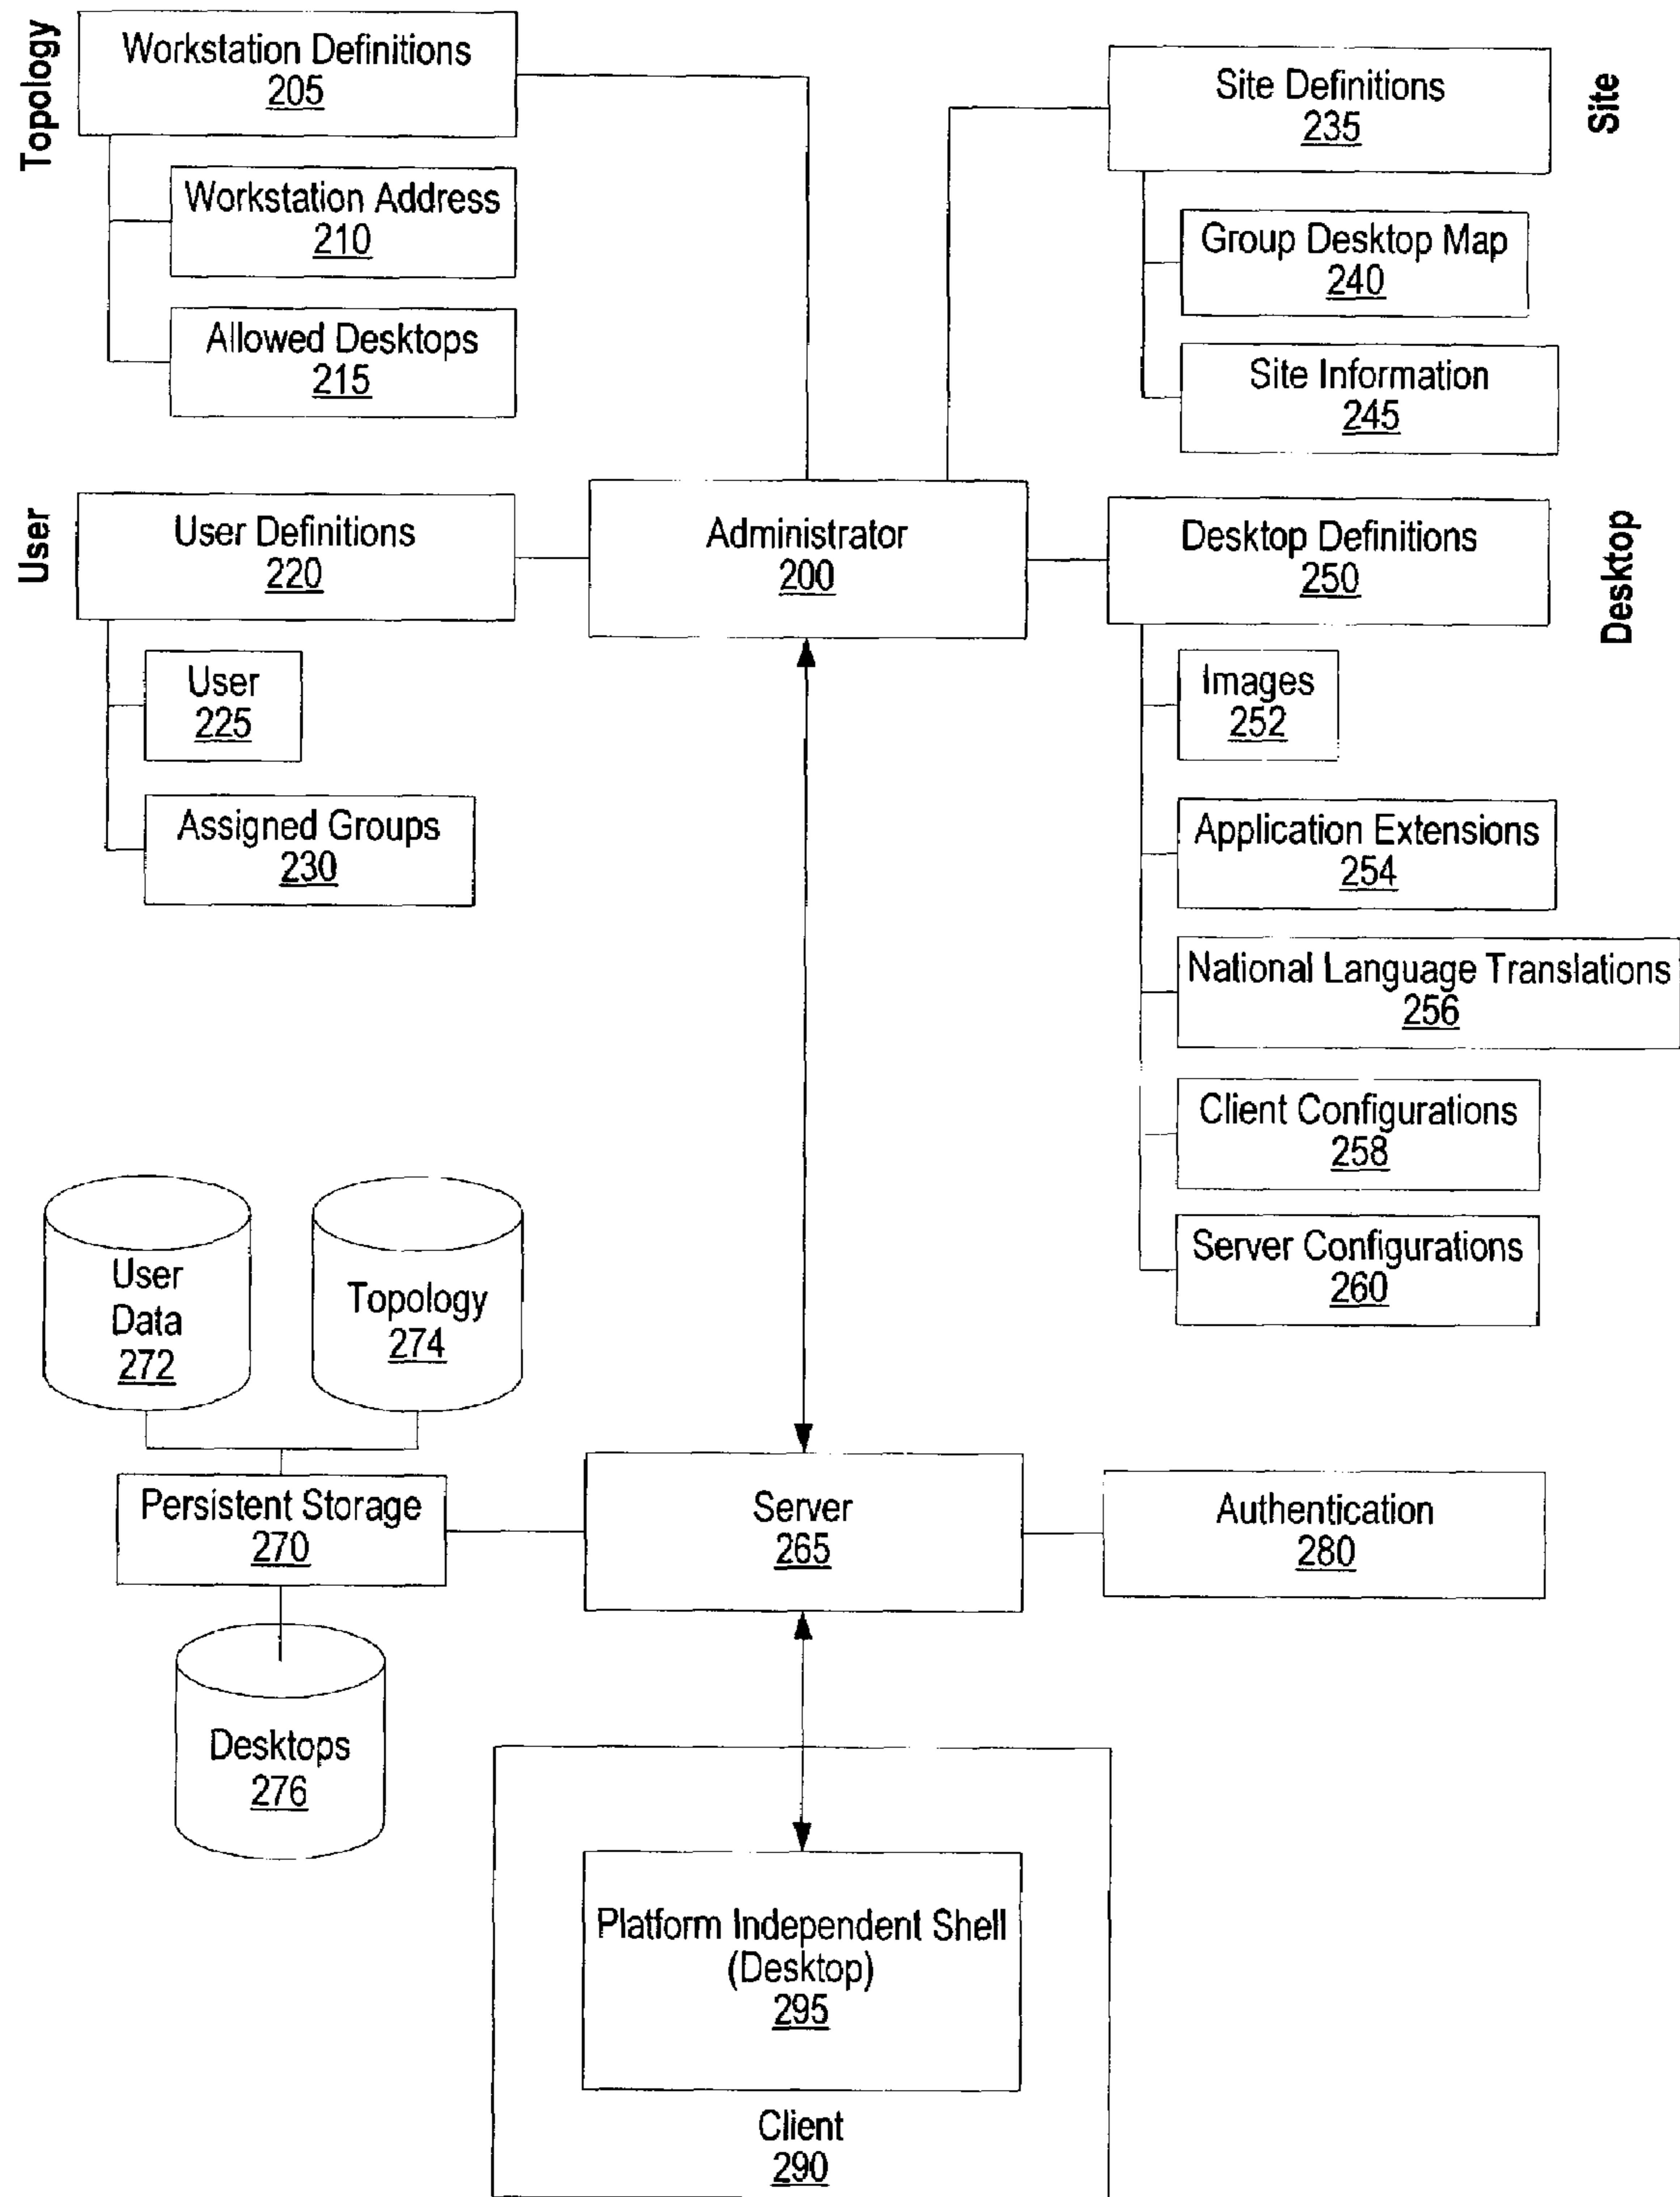 Topology
Workstation Definitions
205
Workstation Address
210
Allowed Desktops
215
Site
Site Definitions
235
Group Desktop Map
240
Site Information
245
User
User Definitions
220
User
225
Assigned Groups
230
Administrator
200
Desktop
Desktop Definitions
250
Images
252
Application Extensions
254
National Language Translations
256
Client Configurations
258
Server Configurations
260
User
Data
272
Topology
274
Persistent Storage
270
Desktops
276
Server
265
Authentication
280
Platform Independent Shell
(Desktop)
295
Client
290